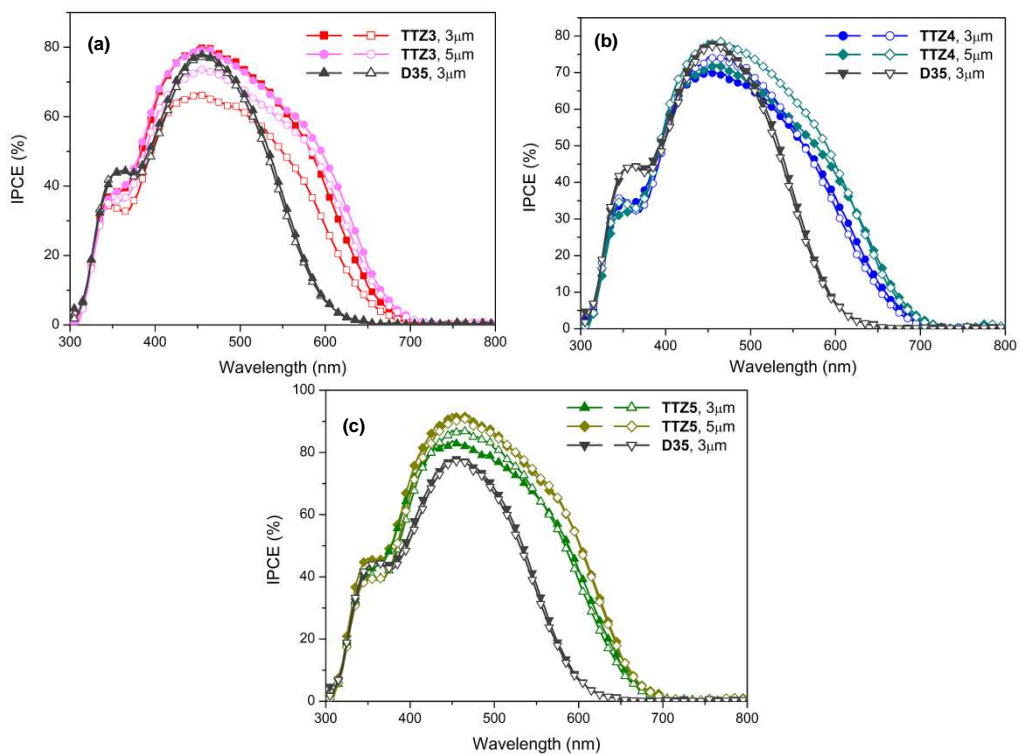 (a)
TTZ3, 3μm
TTZ3, 5μm
D35, 3μm
IPCE (%)
80
60
40
20
0
300 400 500 600 700 800
Wavelength (nm)
(b)
TTZ4, 3μm
TTZ4, 5μm
D35, 3μm
IPCE (%)
80
70
60
50
40
30
20
10
0
300 400 500 600 700 800
Wavelength (nm)
(c)
TTZ5, 3μm
TTZ5, 5μm
D35, 3μm
IPCE (%)
100
80
60
40
20
0
300 400 500 600 700 800
Wavelength (nm)